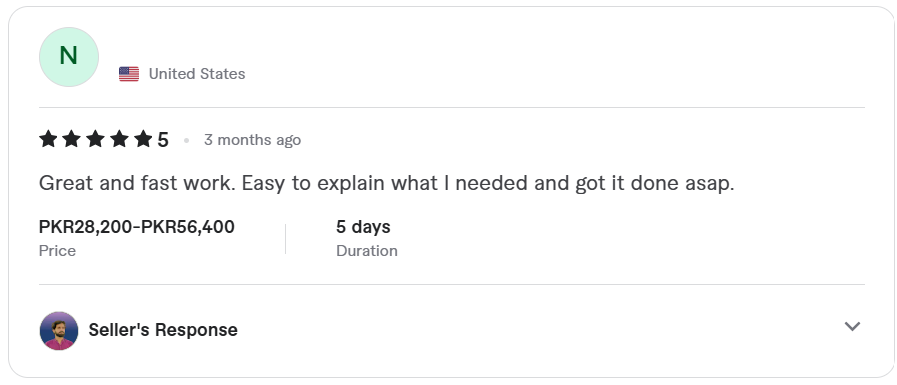 N
United States
5 • 3 months ago
Great and fast work. Easy to explain what I needed and got it done asap.
PKR28,200-PKR56,400
Price
5 days
Duration
Seller's Response